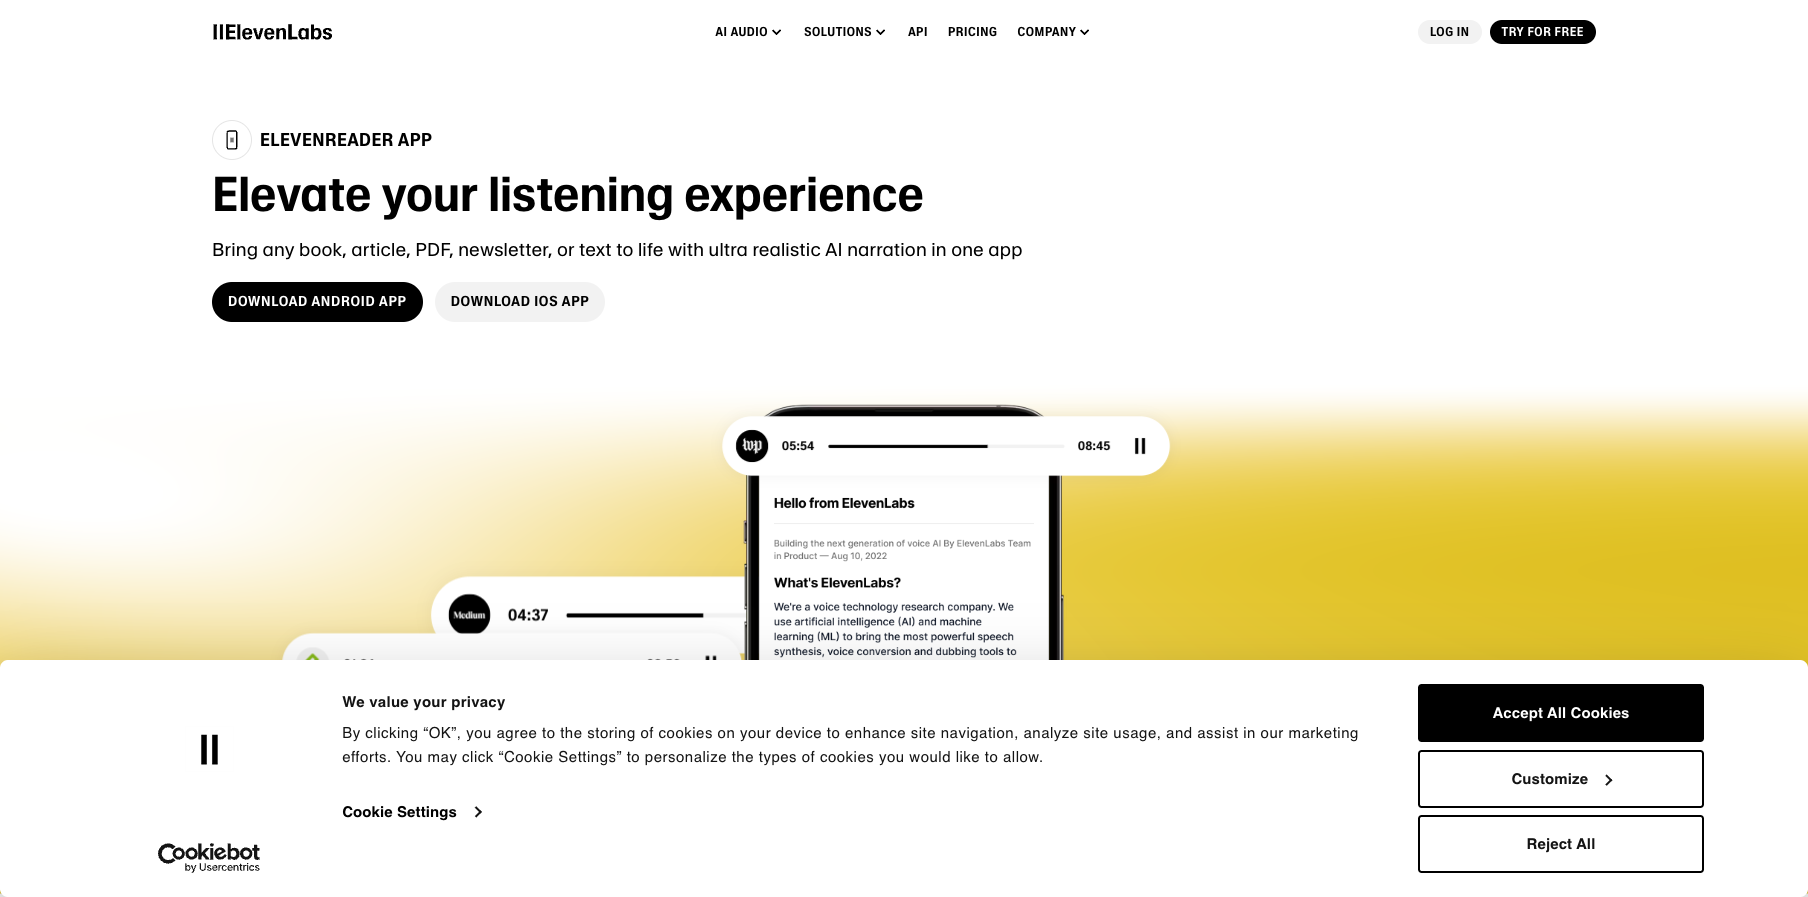 IIElevenLabs
AI AUDIO
SOLUTIONS
API
PRICING
COMPANY
LOG IN
TRY FOR FREE
ELEVENREADER APP
Elevate your listening experience
Bring any book, article, PDF, newsletter, or text to life with ultra realistic AI narration in one app
DOWNLOAD ANDROID APP
DOWNLOAD IOS APP
wp
05:54
08:45
Hello from ElevenLabs
Building the next generation of voice AI By ElevenLabs Team
in Product — Aug 10, 2022
What's ElevenLabs?
We're a voice technology research company. We
use artificial intelligence (AI) and machine
learning (ML) to bring the most powerful speech
synthesis, voice conversion and dubbing tools to
Medium
04:37
We value your privacy
By clicking “OK”, you agree to the storing of cookies on your device to enhance site navigation, analyze site usage, and assist in our marketing
efforts. You may click “Cookie Settings” to personalize the types of cookies you would like to allow.
Cookie Settings
Cookiebot
by Usercentrics
Accept All Cookies
Customize
Reject All